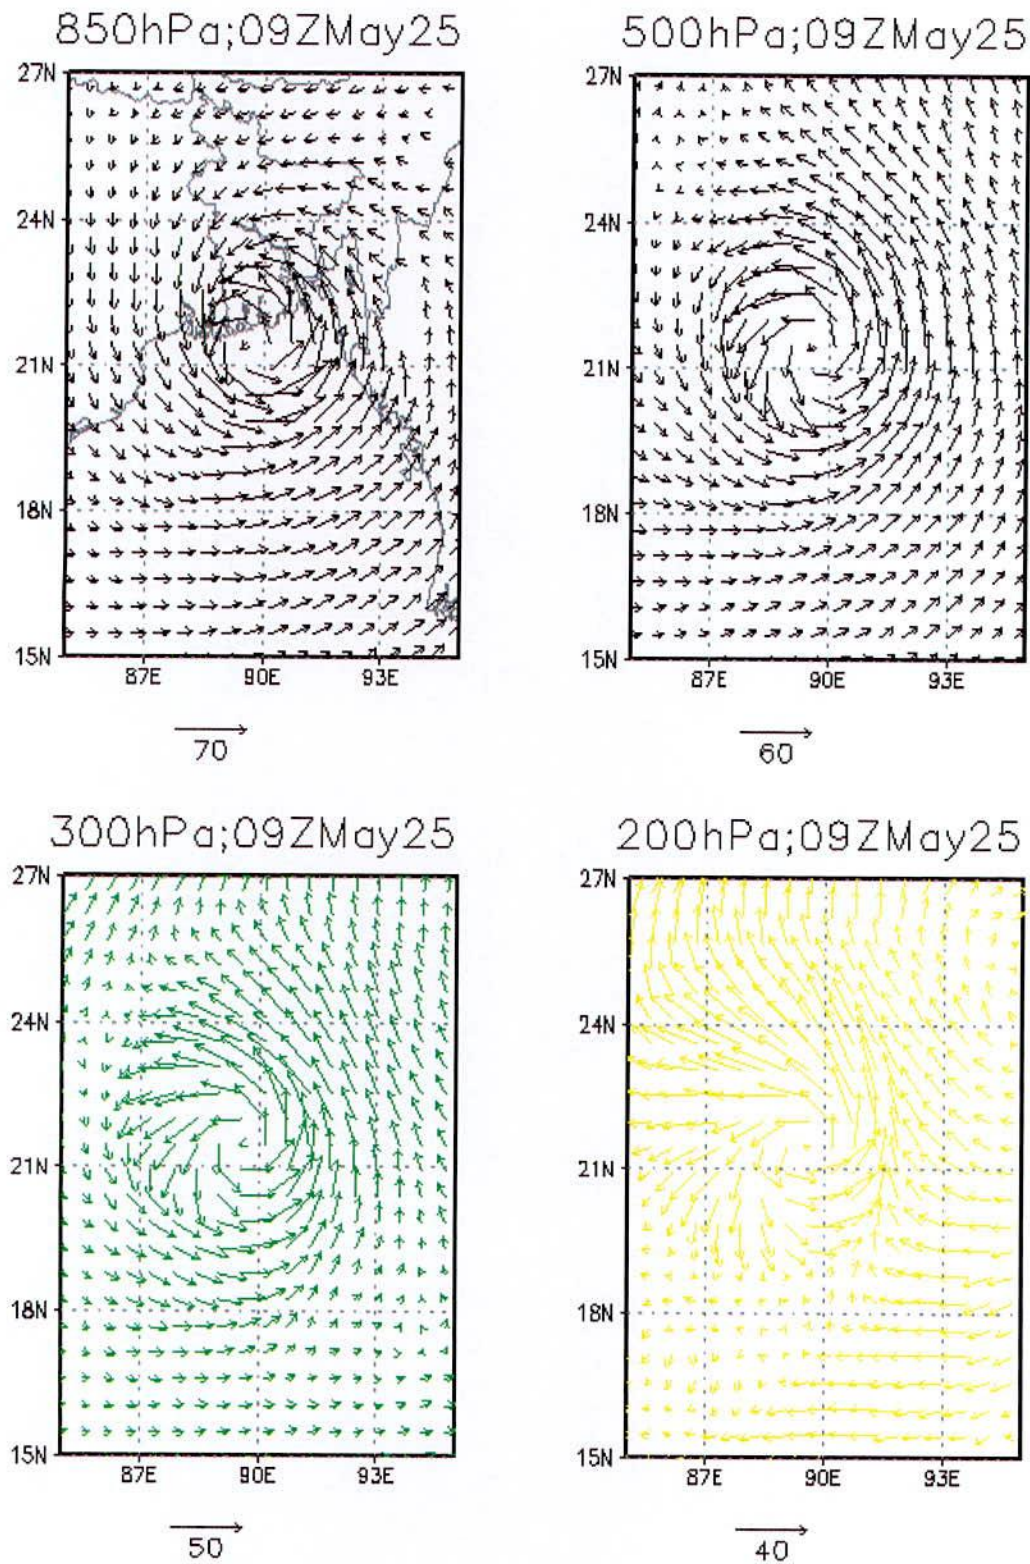 850hPa;09ZMay25
500hPa;09ZMay25
27N
24N
21N
18N
15N
87E
90E
93E
70
27N
24N
21N
18N
15N
87E
90E
93E
60
300hPa;09ZMay25
200hPa;09ZMay25
27N
24N
21N
18N
15N
87E
90E
93E
50
27N
24N
21N
18N
15N
87E
90E
93E
40